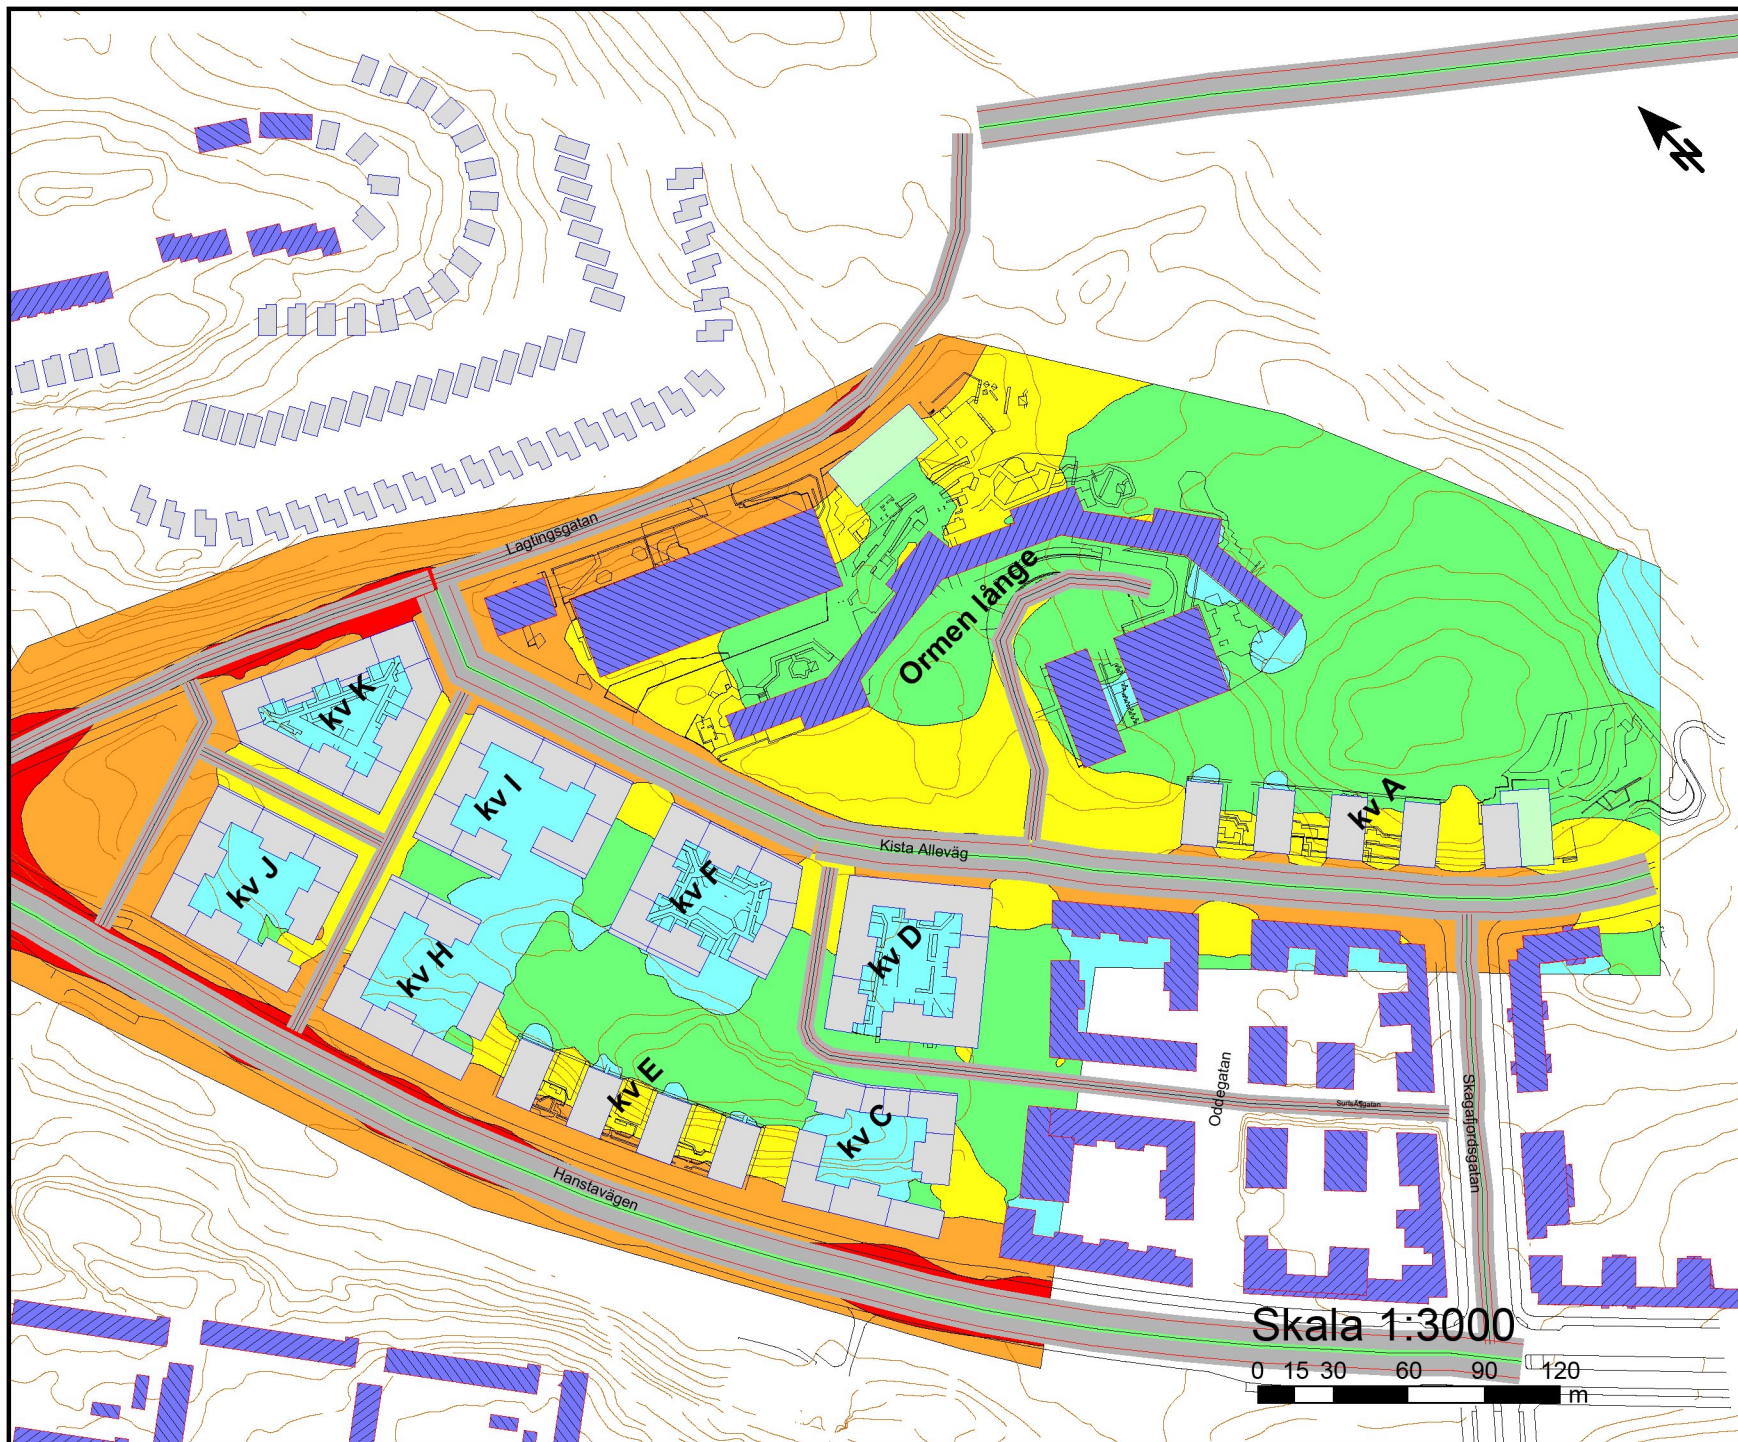 N
Lagtingsgatan
Ormen långe
kv K
kv I
kv A
Kista Alleväg
kv J
kv F
kv H
kv D
kv E
kv C
Oddegatan
Skagafjordsgatan
Hanstavägen
Skala 1:3000
0 15 30 60 90 120
m